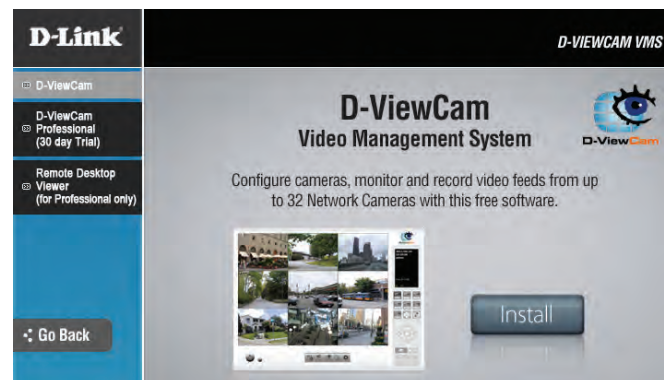 D-Link
D-VIEWCAM VMS
D-ViewCam
D-ViewCam
Professional
(30 day Trial)
Remote Desktop
Viewer
(for Professional only)
Go Back
D-ViewCam
Video Management System
D-ViewCam
Configure cameras, monitor and record video feeds from up
to 32 Network Cameras with this free software.
Install